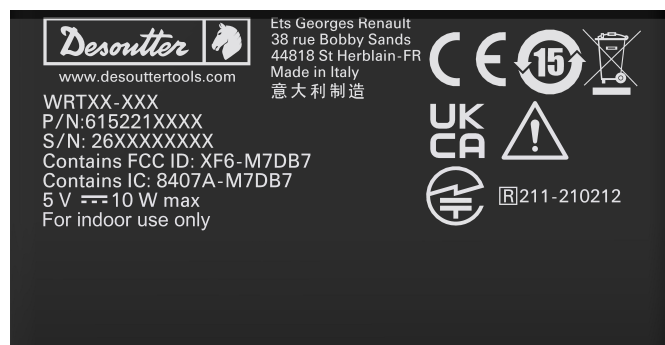 Desoutter
www.desouttertools.com
Ets Georges Renault
38 rue Bobby Sands
44818 St Herblain-FR
Made in Italy
意大利制造
WRTXX-XXX
P/N:615221XXXX
S/N: 26XXXXXXXX
Contains FCC ID: XF6-M7DB7
Contains IC: 8407A-M7DB7
5 V 10 W max
For indoor use only
CE
15
UK
CA
R 211-210212